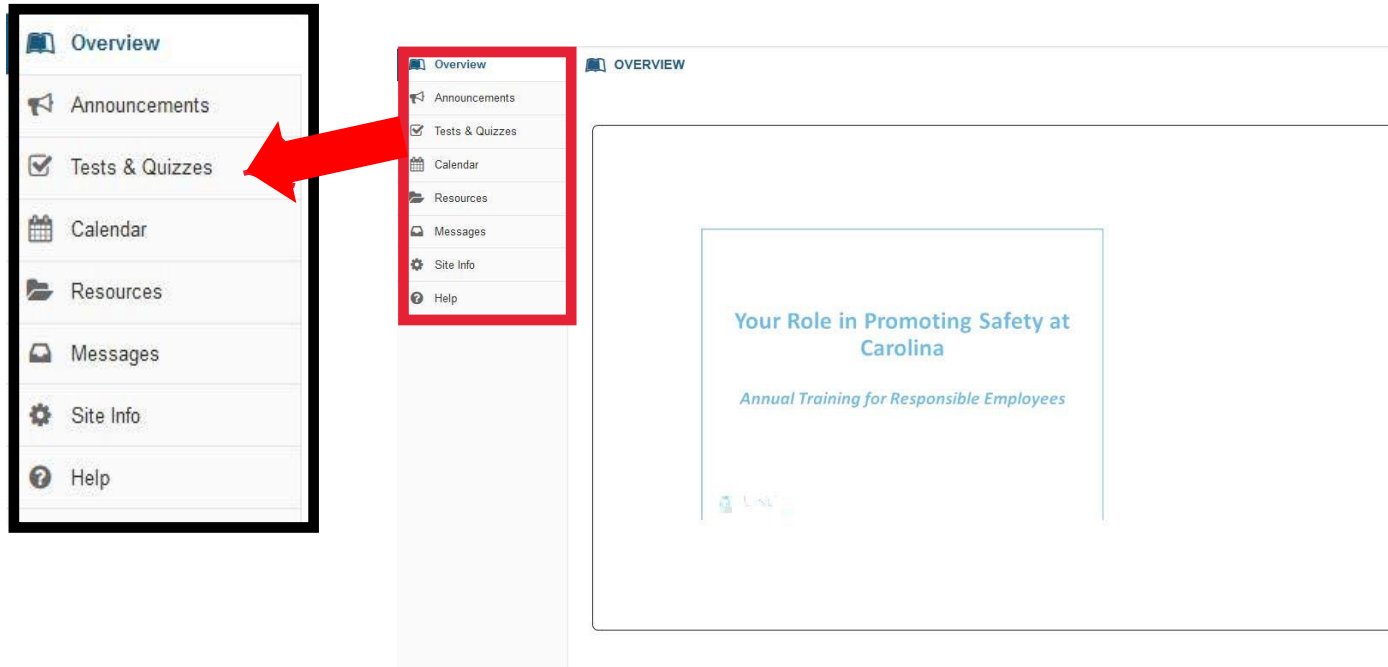 Overview
Announcements
Tests & Quizzes
Calendar
Resources
Messages
Site Info
Help
Overview
Announcements
Tests & Quizzes
Calendar
Resources
Messages
Site Info
Help
OVERVIEW
Your Role in Promoting Safety at
Carolina
Annual Training for Responsible Employees